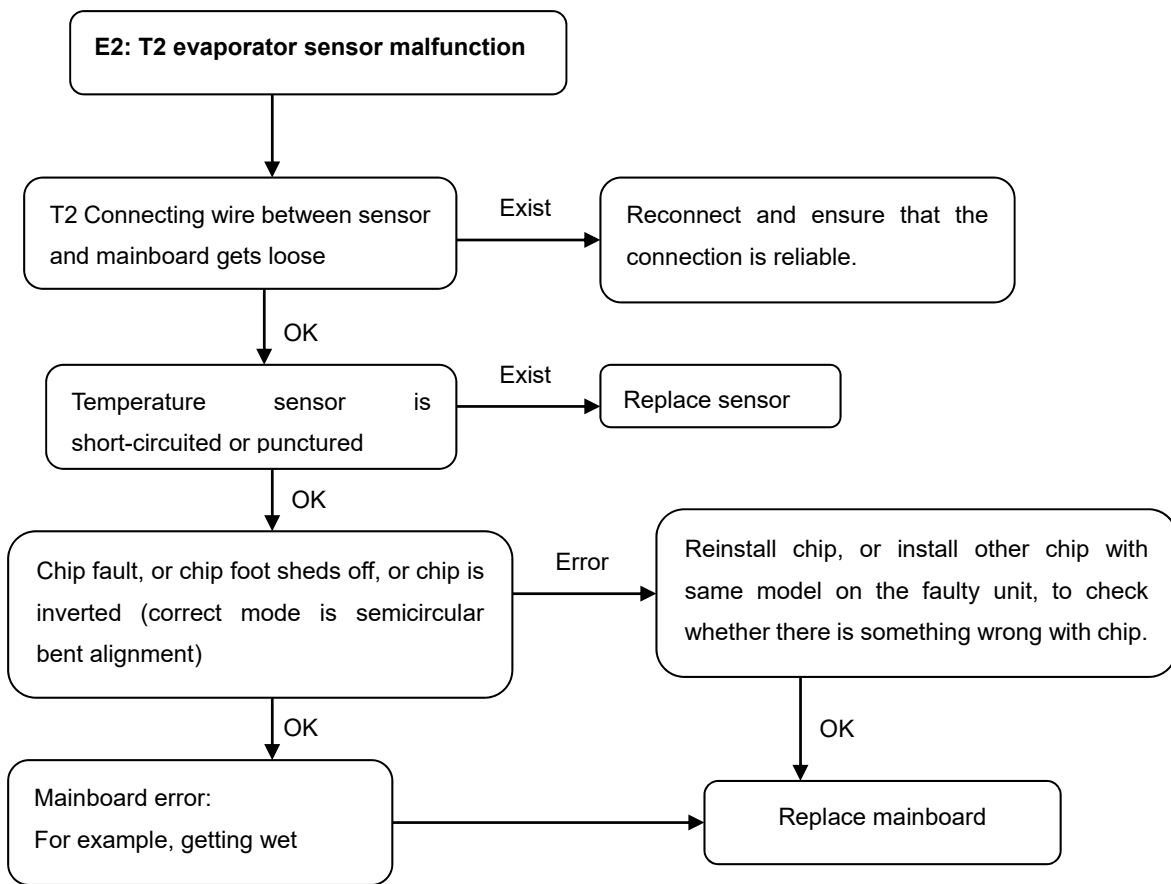 E2: T2 evaporator sensor malfunction
T2 Connecting wire between sensor
and mainboard gets loose
Exist
Reconnect and ensure that the
connection is reliable.
OK
Temperature sensor is
short-circuited or punctured
Exist
Replace sensor
OK
Chip fault, or chip foot sheds off, or chip is
inverted (correct mode is semicircular
bent alignment)
Error
Reinstall chip, or install other chip with
same model on the faulty unit, to check
whether there is something wrong with chip.
OK
OK
Mainboard error:
For example, getting wet
Replace mainboard